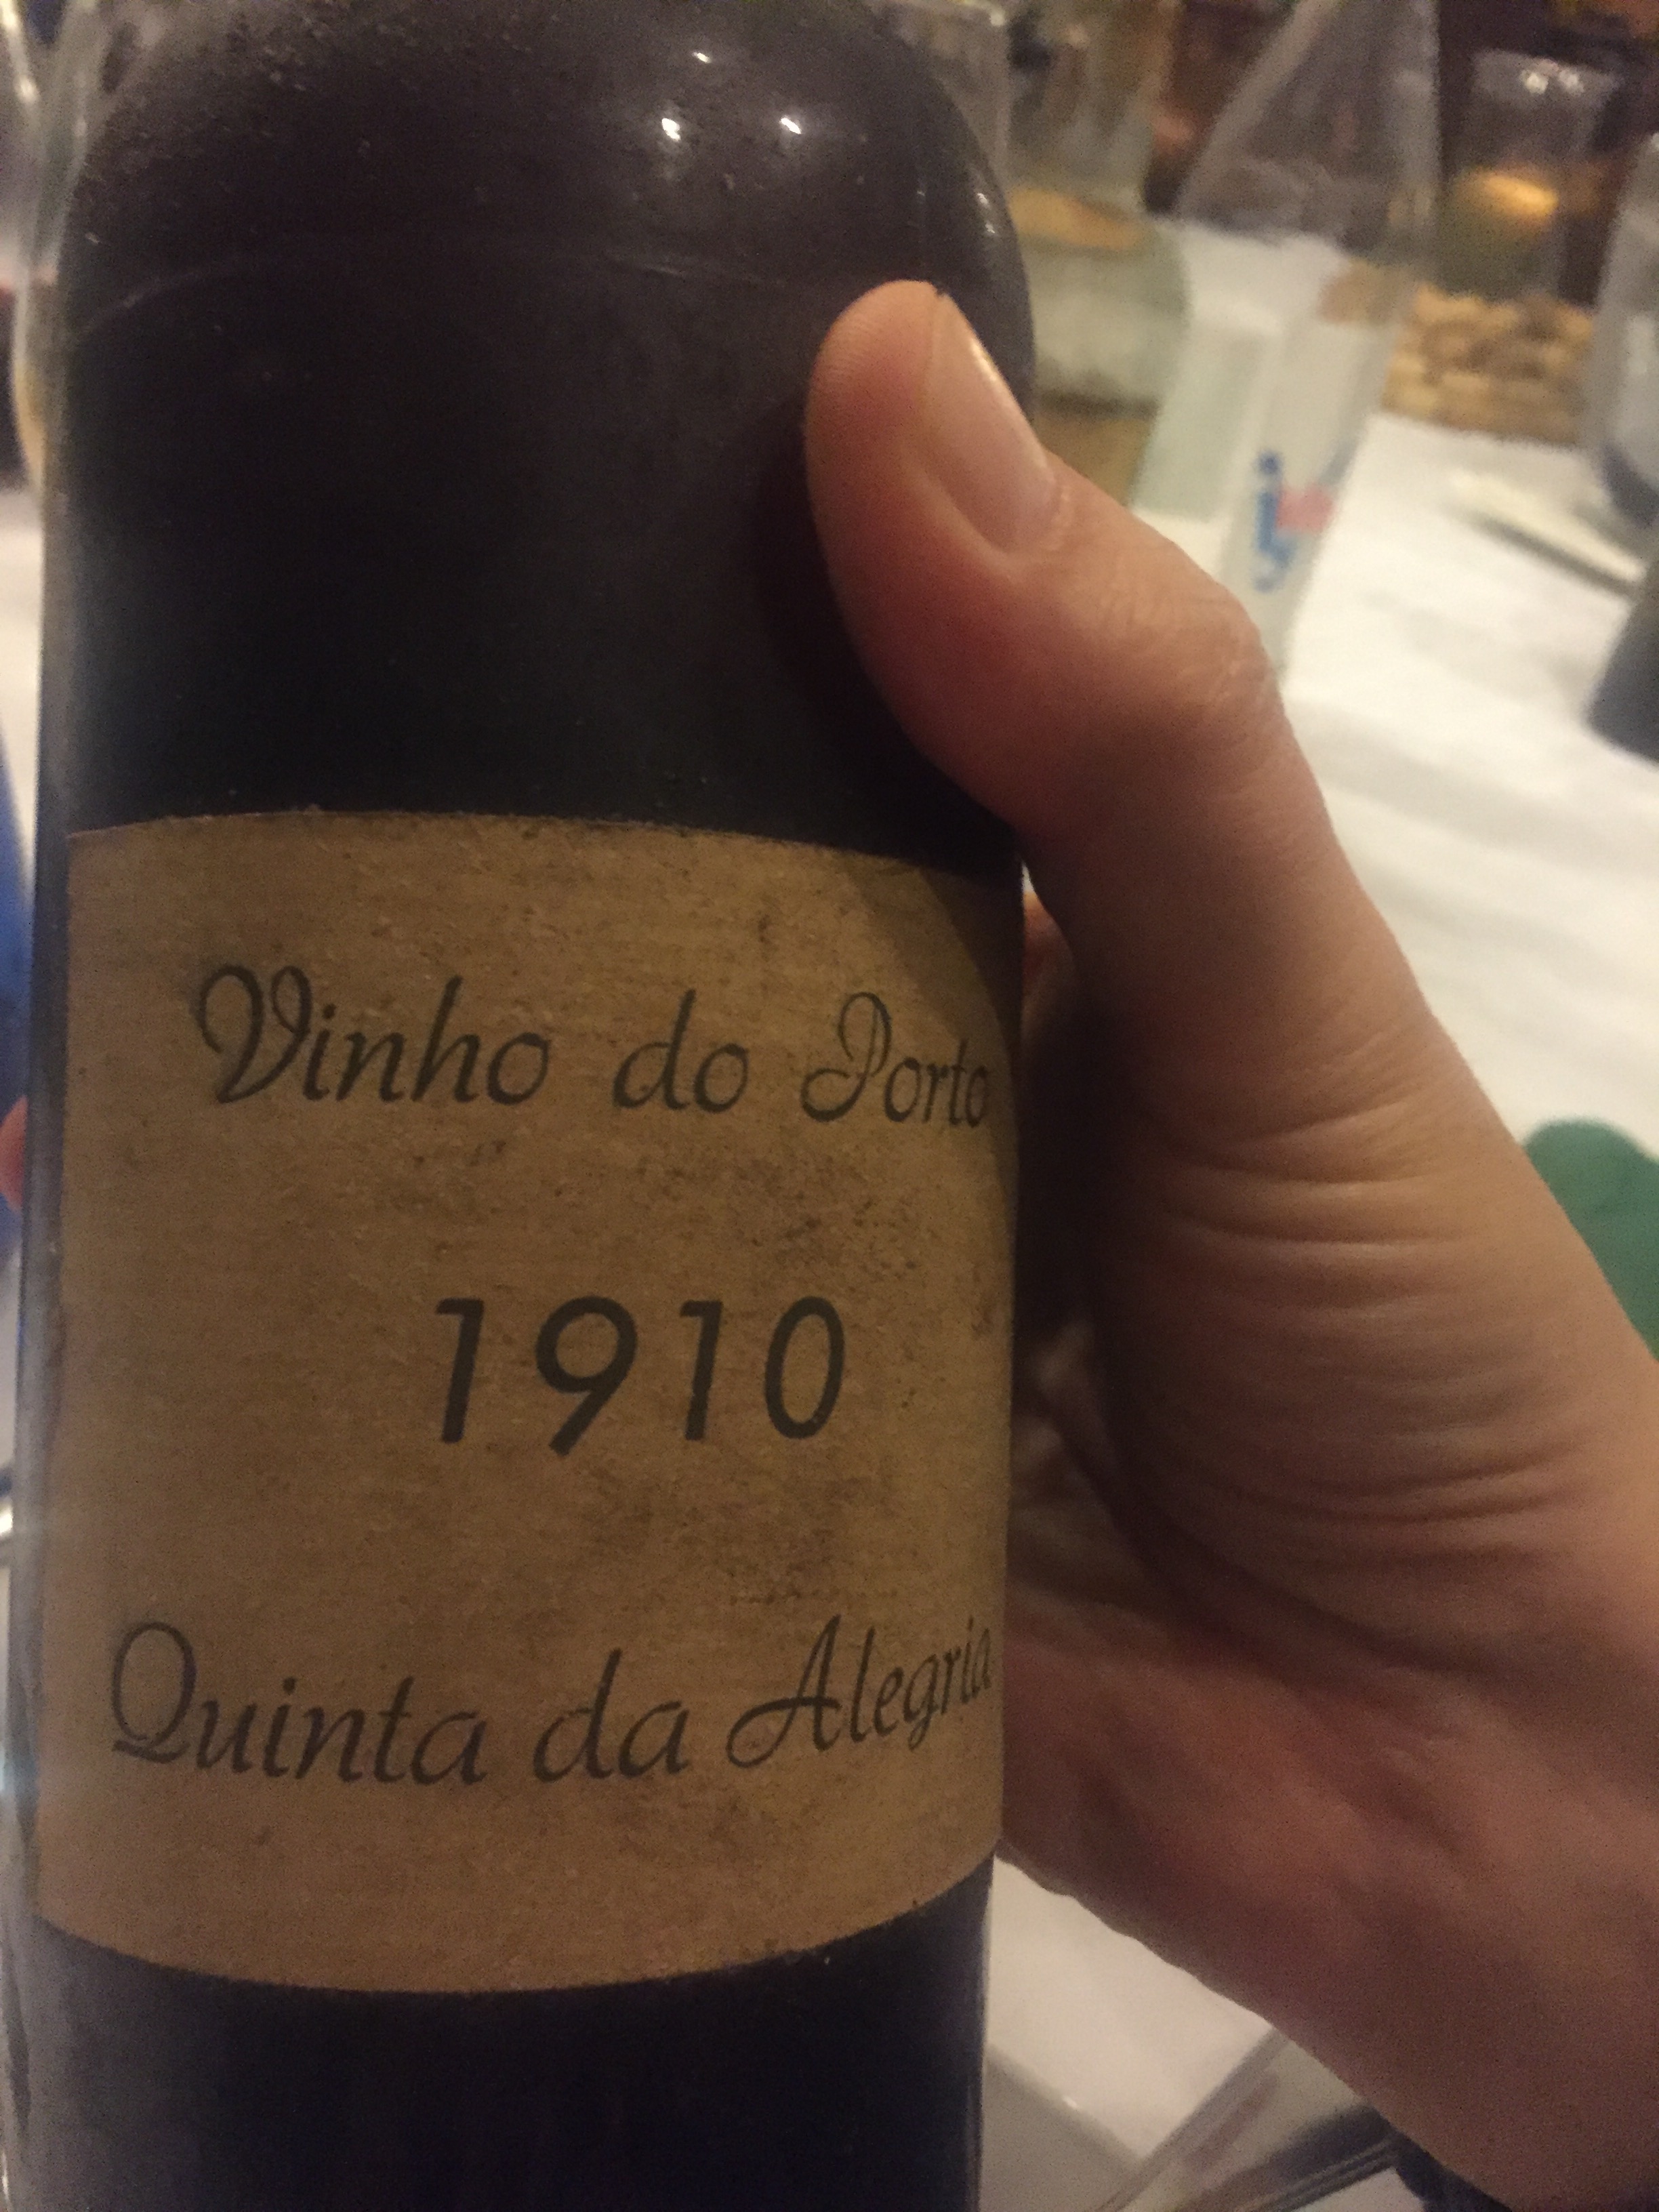 Vinho do Porto
1910
Quinta da Alegria